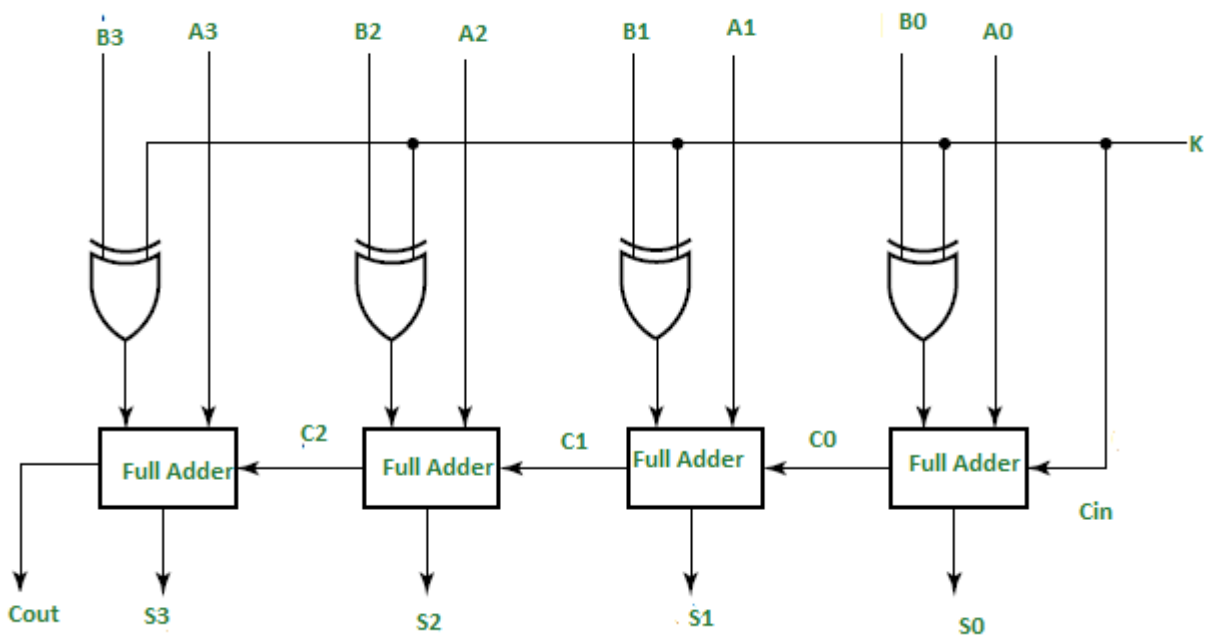 B3 A3 B2 A2 B1 A1 B0 A0
K
C2 C1 C0
Full Adder Full Adder Full Adder Full Adder
Cin
Cout S3 S2 S1 S0